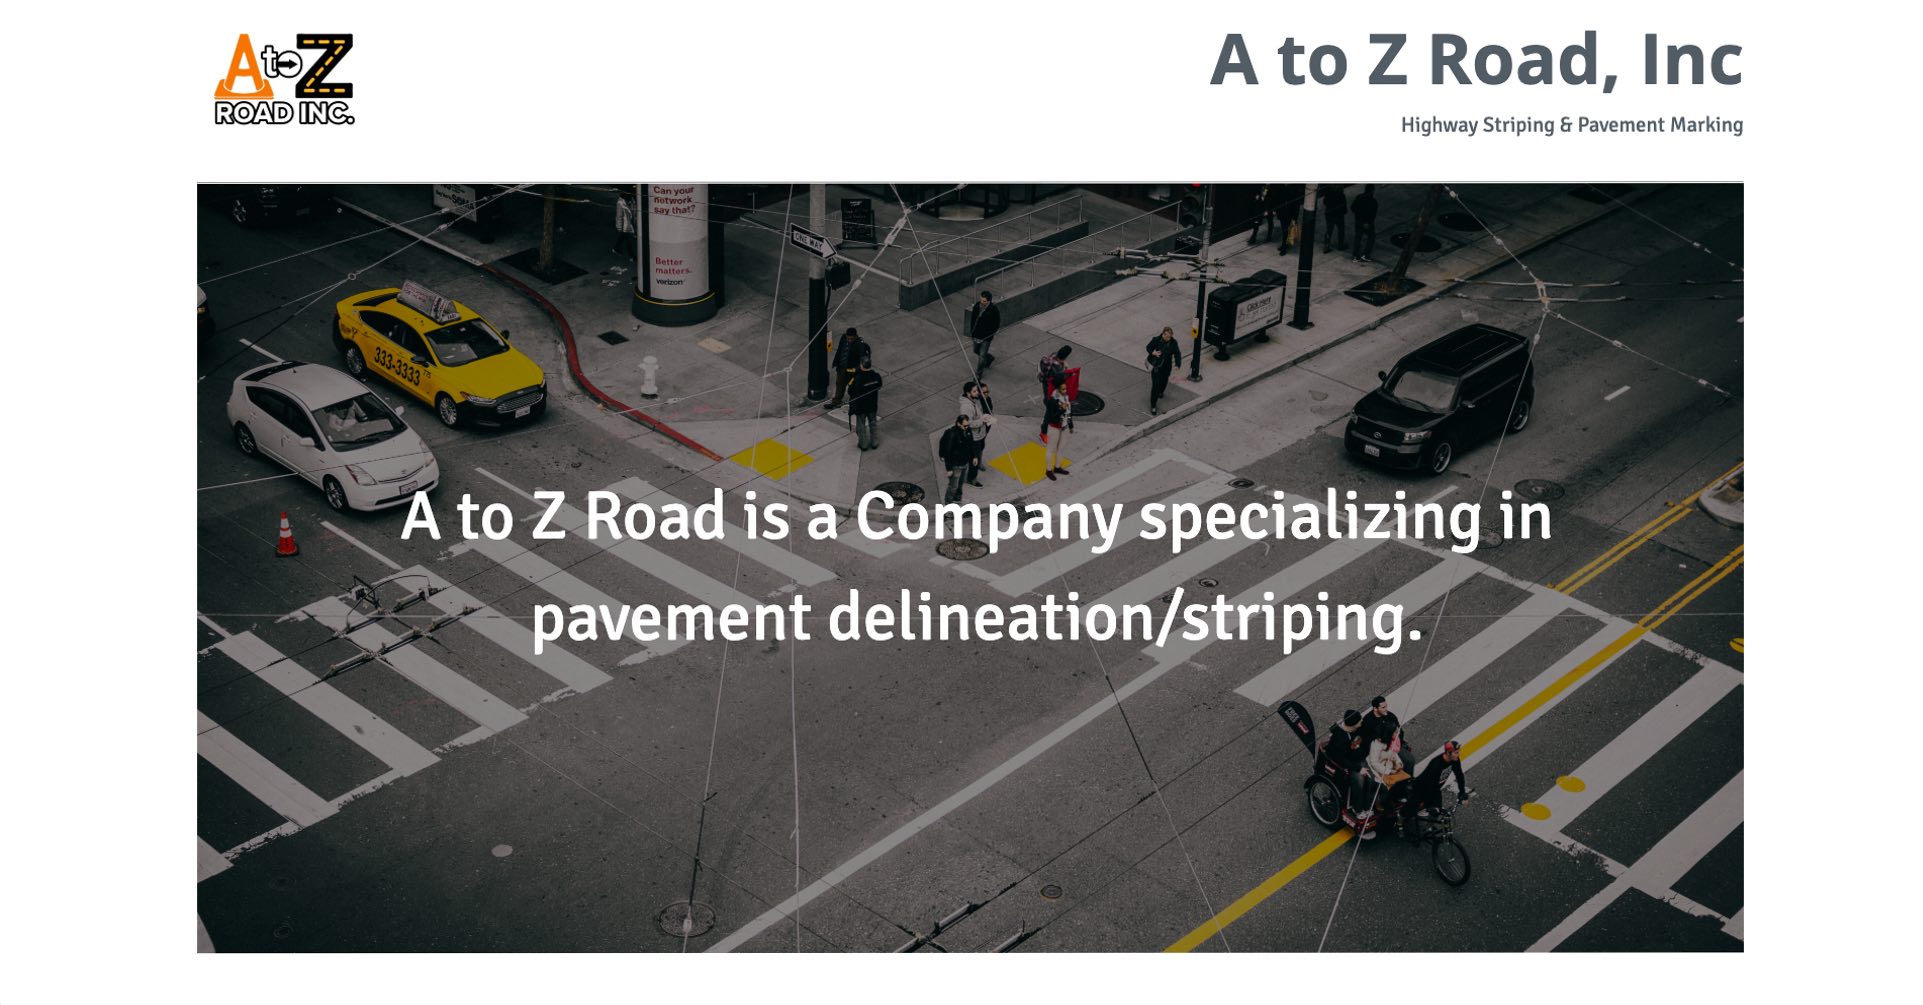 A to Z
ROAD INC.
A to Z Road, Inc
Highway Striping & Pavement Marking
Can your
network
say that?
Better
matters.
verizon
ONE WAY
333-3333
A to Z Road is a Company specializing in
pavement delineation/striping.